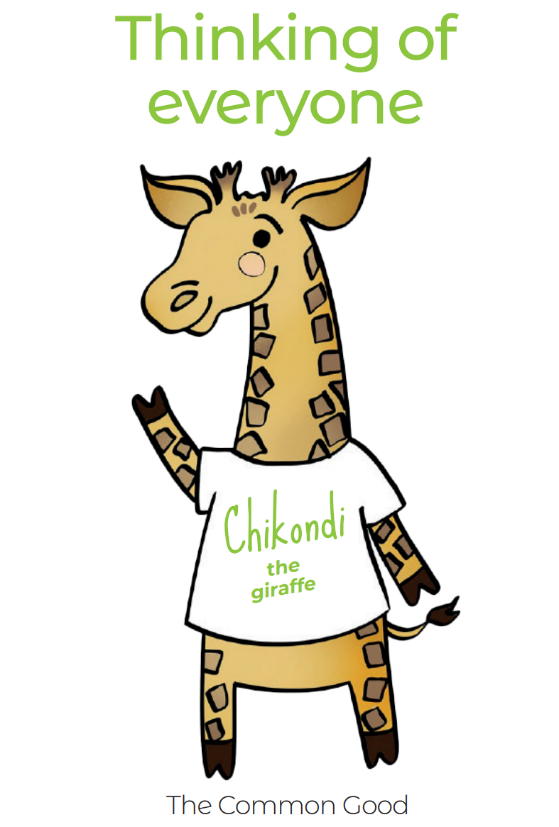 Thinking of
everyone
Chikondi
the
giraffe
The Common Good